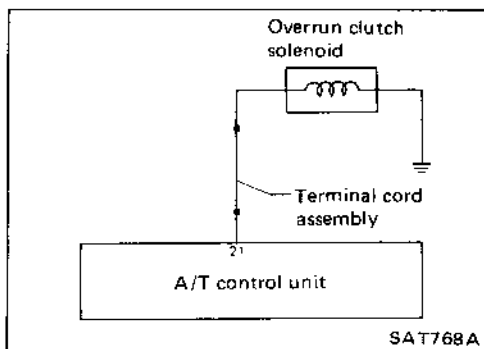 Overrun clutch
solenoid
Terminal cord
assembly
21
A/T control unit
SAT768A